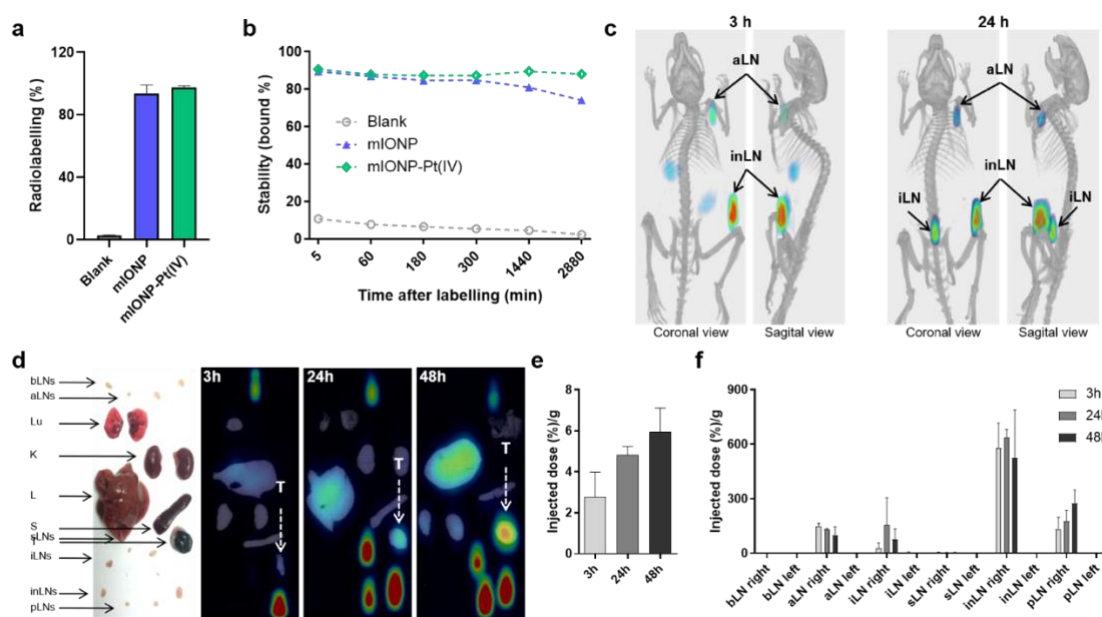 a
Radiolabelling (%)
120
80
40
0
Blank
mIONP
mIONP-Pt(IV)
b
Stability (bound %)
100
80
60
40
20
0
Blank
mIONP
mIONP-Pt(IV)
5
60
180
300
1440
2880
Time after labelling (min)
c
3 h
24 h
aLN
inLN
aLN
inLN
iLN
iLN
Coronal view
Sagital view
Coronal view
Sagital view
d
bLNs
aLNs
Lu
K
L
S
sLNs
iLNs
inLNs
pLNs
3h
T
24h
T
48h
T
e
Injected dose (%)/g
8
6
4
2
0
3h
24h
48h
f
Injected dose (%)/g
900
600
300
0
3h
24h
48h
bLN right
bLN left
aLN right
aLN left
iLN right
iLN left
sLN right
sLN left
inLN right
inLN left
pLN right
pLN left